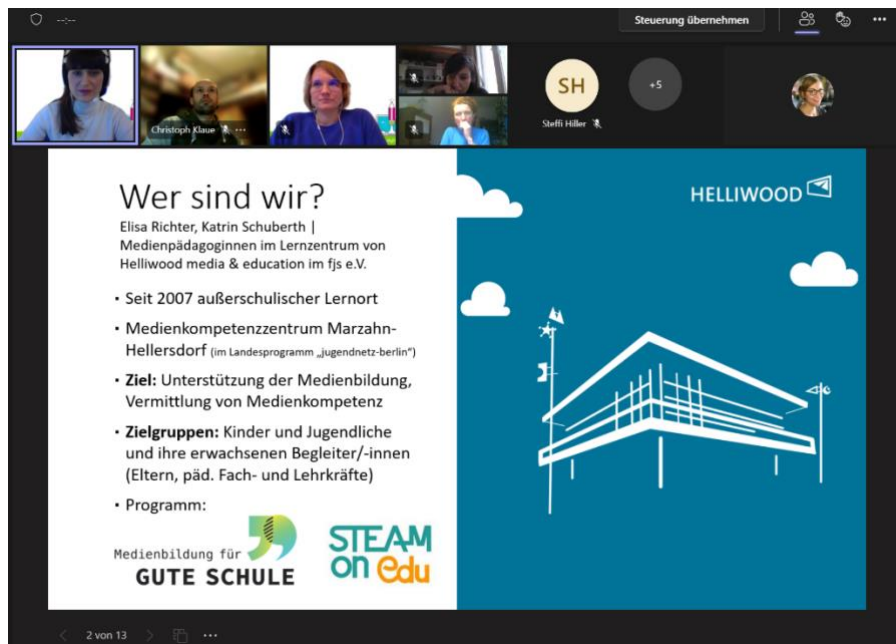 --:--
Steuerung übernehmen
Christoph Klaue
SH
Steffi Hiller
+5
Wer sind wir?
Elisa Richter, Katrin Schuberth |
Medienpädagoginnen im Lernzentrum von
Helliwood media & education im fjs e.V.
• Seit 2007 außerschulischer Lernort
• Medienkompetenzzentrum Marzahn-
Hellersdorf (im Landesprogramm „jugendnetz-berlin“)
• Ziel: Unterstützung der Medienbildung,
Vermittlung von Medienkompetenz
• Zielgruppen: Kinder und Jugendliche
und ihre erwachsenen Begleiter/-innen
(Eltern, päd. Fach- und Lehrkräfte)
• Programm:
Medienbildung für
GUTE SCHULE
STEAM
on edu
HELLIWOOD
2 von 13